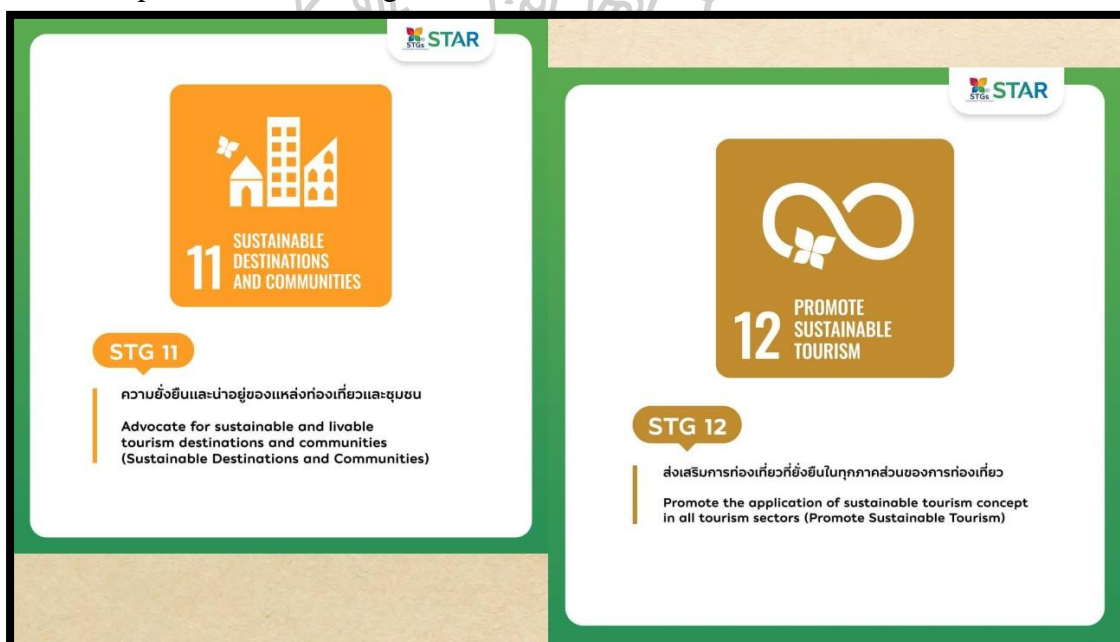 STGs STAR
11 SUSTAINABLE
DESTINATIONS
AND COMMUNITIES
STG 11
ความยั่งยืนและน่าอยู่ของแหล่งท่องเที่ยวและชุมชน
Advocate for sustainable and livable
tourism destinations and communities
(Sustainable Destinations and Communities)
STGs STAR
12 PROMOTE
SUSTAINABLE
TOURISM
STG 12
ส่งเสริมการท่องเที่ยวที่ยั่งยืนในทุกภาคส่วนของการท่องเที่ยว
Promote the application of sustainable tourism concept
in all tourism sectors (Promote Sustainable Tourism)